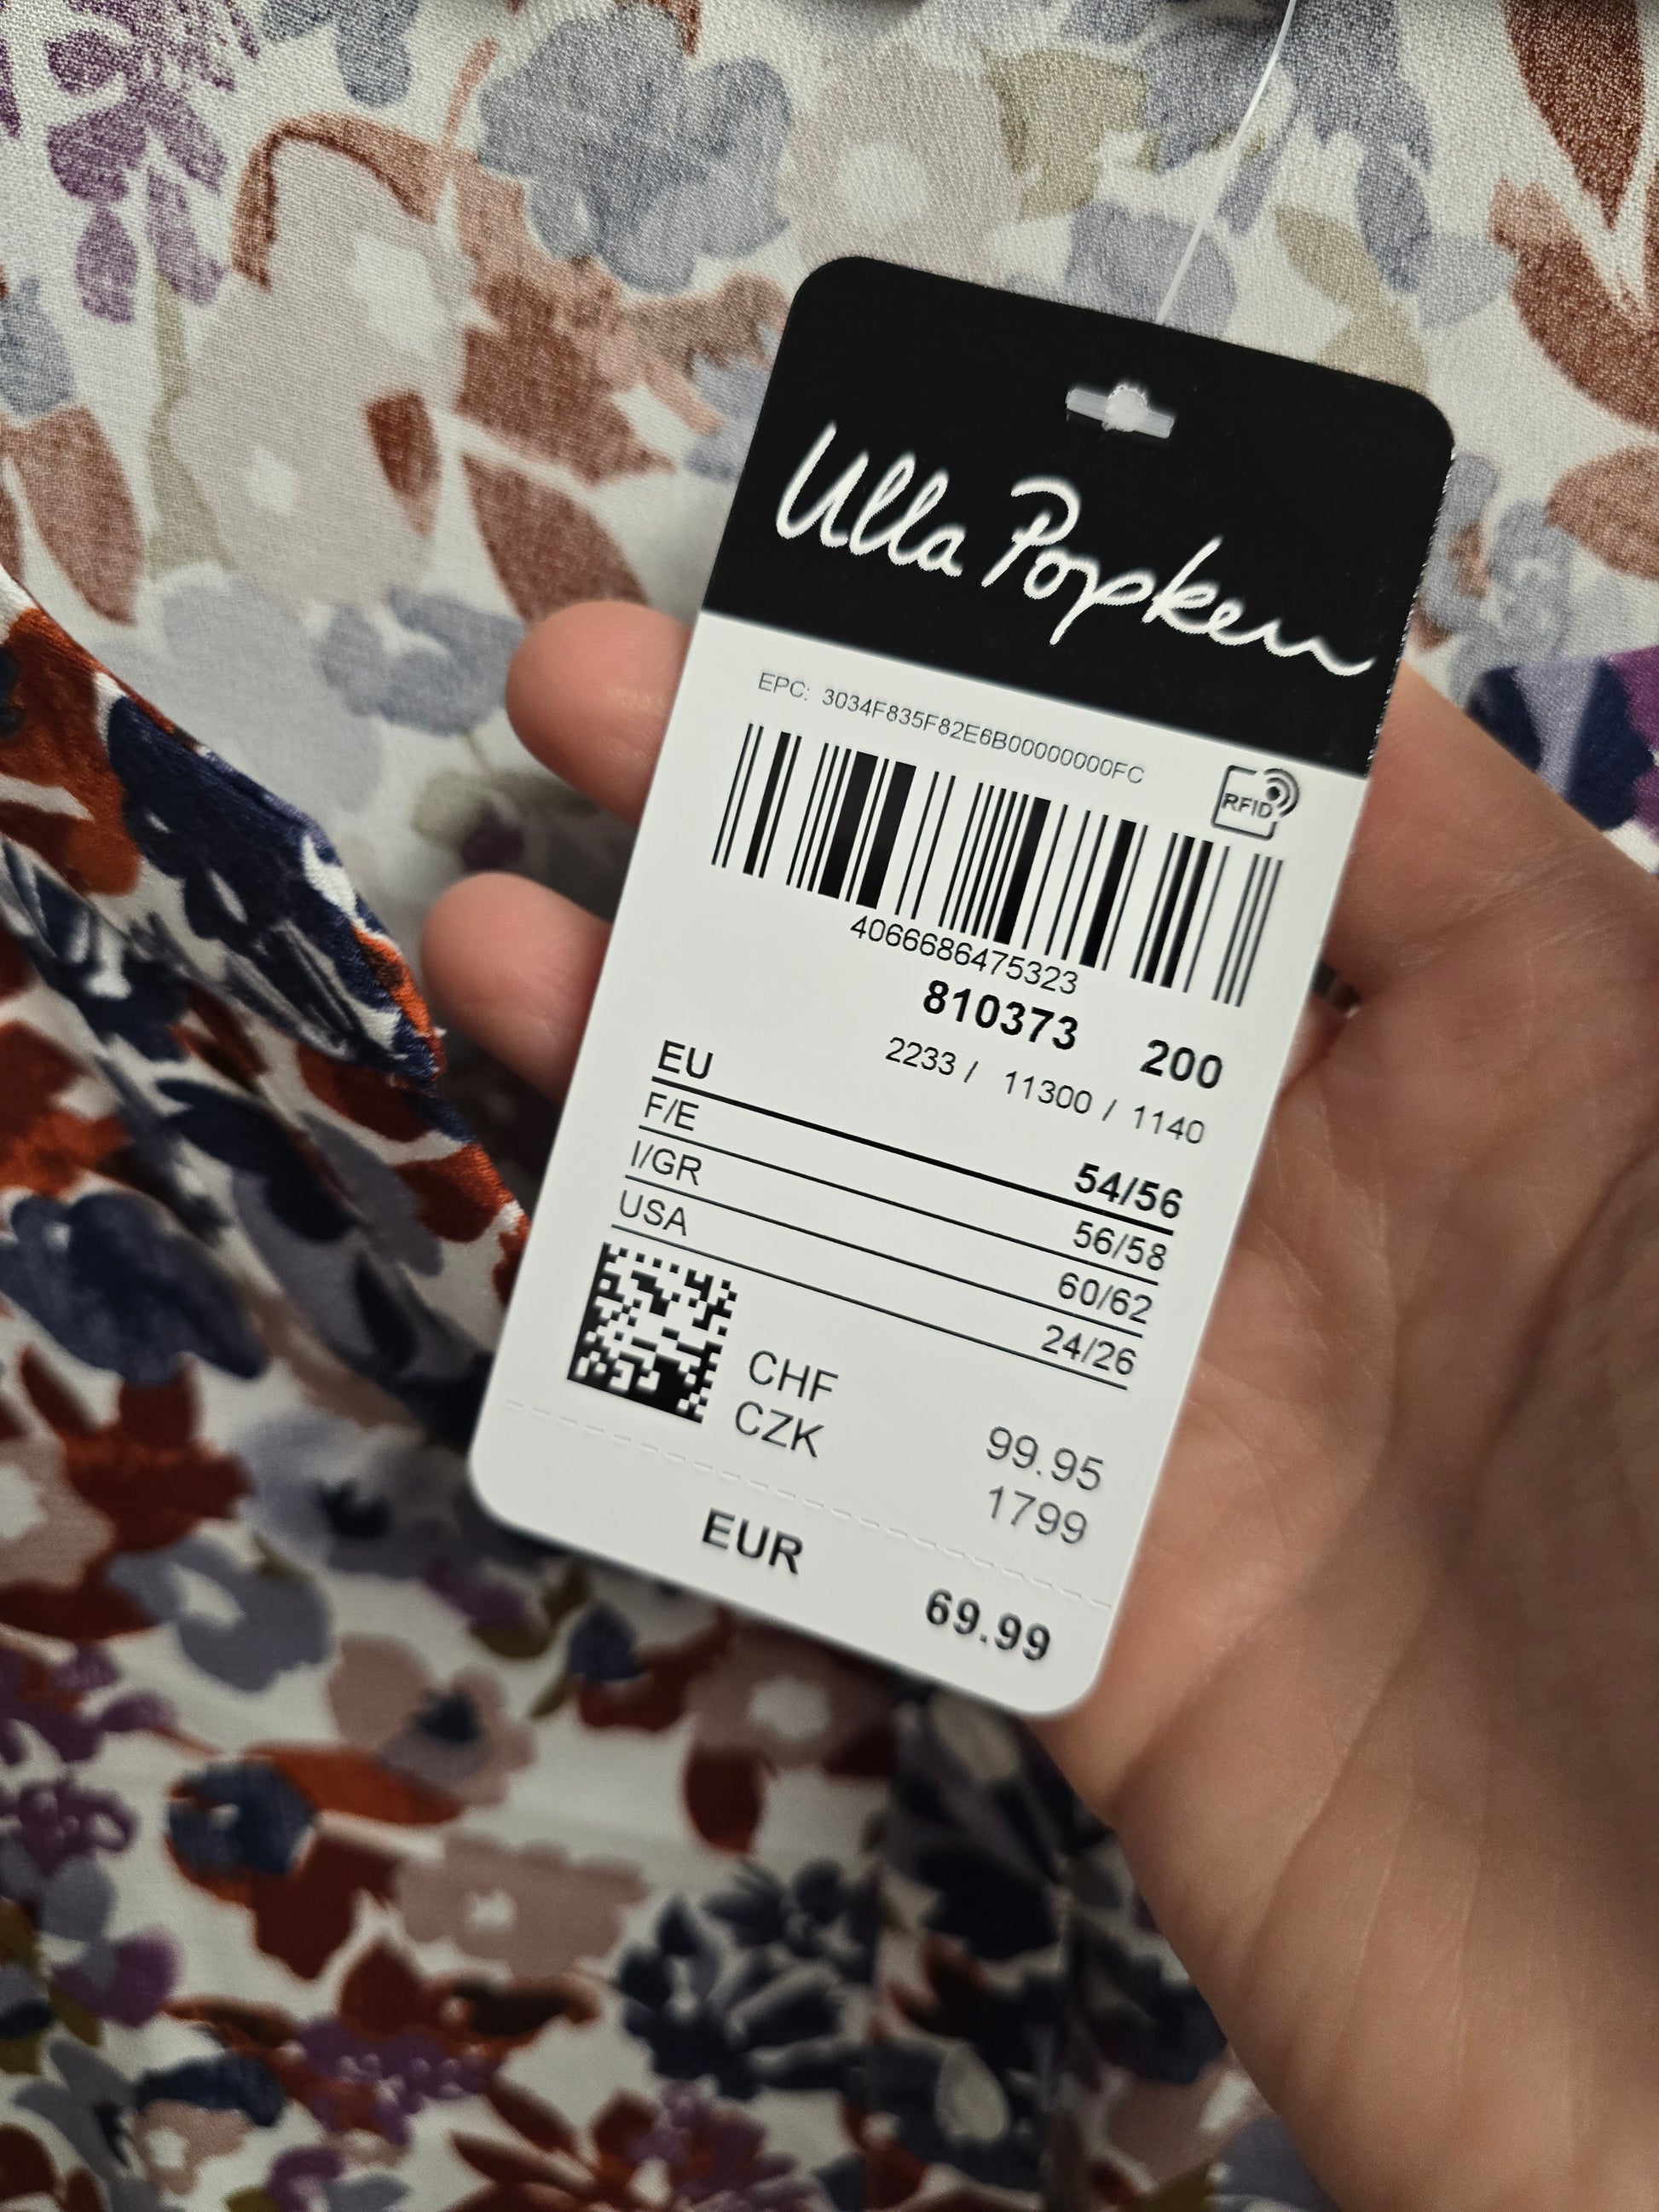 Ulla Popken
EPC: 3034F835F82E6B00000000FC
RFID
4066686475323
810373 200
2233 / 11300 / 1140
EU 54/56
F/E 56/58
I/GR 60/62
USA 24/26
CHF 99.95
CZK 1799
EUR 69.99